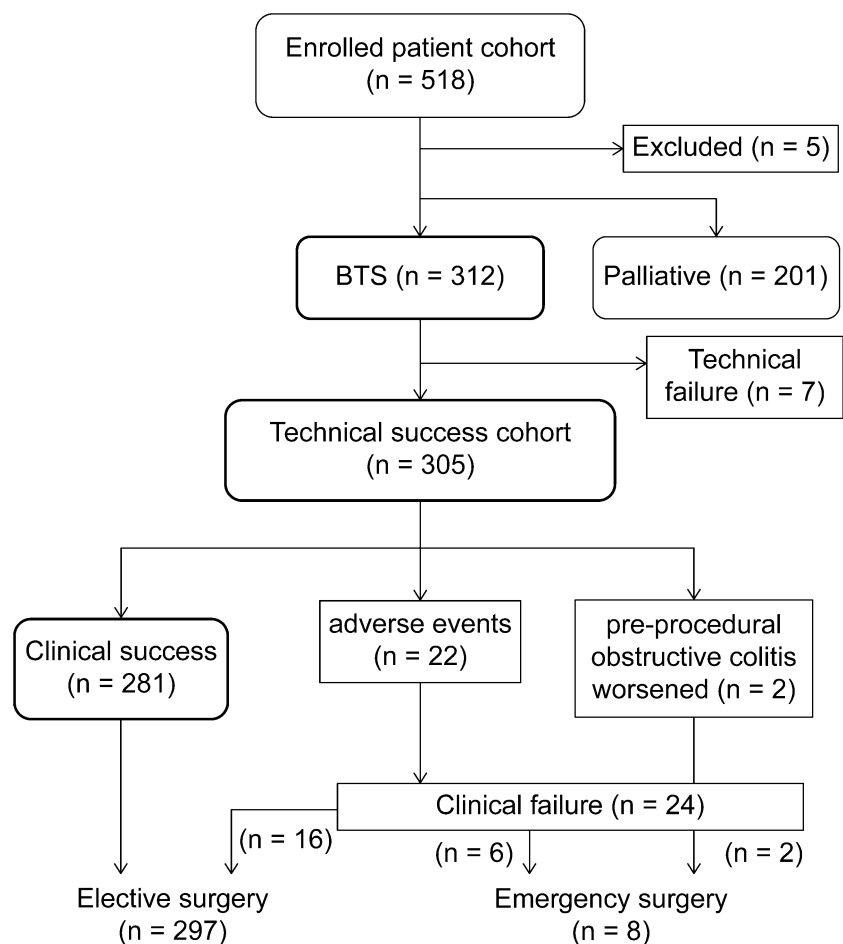 Enrolled patient cohort
(n = 518)
Excluded (n = 5)
BTS (n = 312)
Palliative (n = 201)
Technical
failure (n = 7)
Technical success cohort
(n = 305)
Clinical success
(n = 281)
adverse events
(n = 22)
pre-procedural
obstructive colitis
worsened (n = 2)
Clinical failure (n = 24)
(n = 16)
(n = 6)
(n = 2)
Elective surgery
(n = 297)
Emergency surgery
(n = 8)